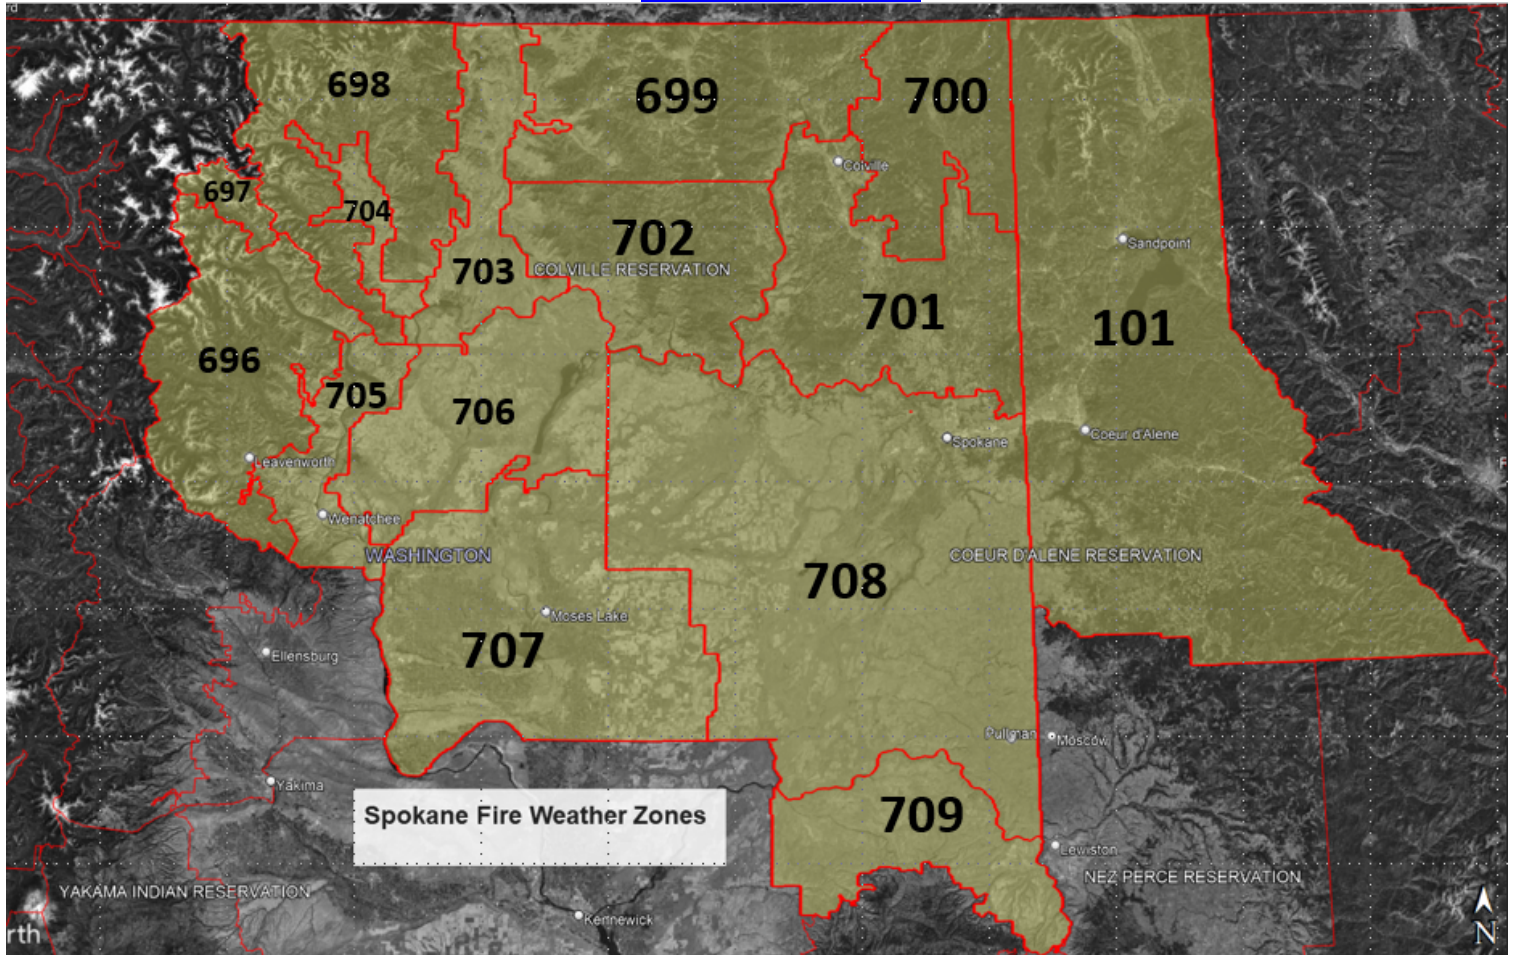 rd
698
699
700
Colville
697
704
702
Sandpoint
703
COLVILLE RESERVATION
701
101
696
705
706
Coeur d'Alene
Spokane
Leavenworth
Wenatchee
WASHINGTON
COEUR D'ALENE RESERVATION
708
Moses Lake
707
Ellensburg
Pullman
Moscow
Yakima
Spokane Fire Weather Zones
709
Lewiston
NEZ PERCE RESERVATION
YAKAMA INDIAN RESERVATION
Kennewick
rth
N